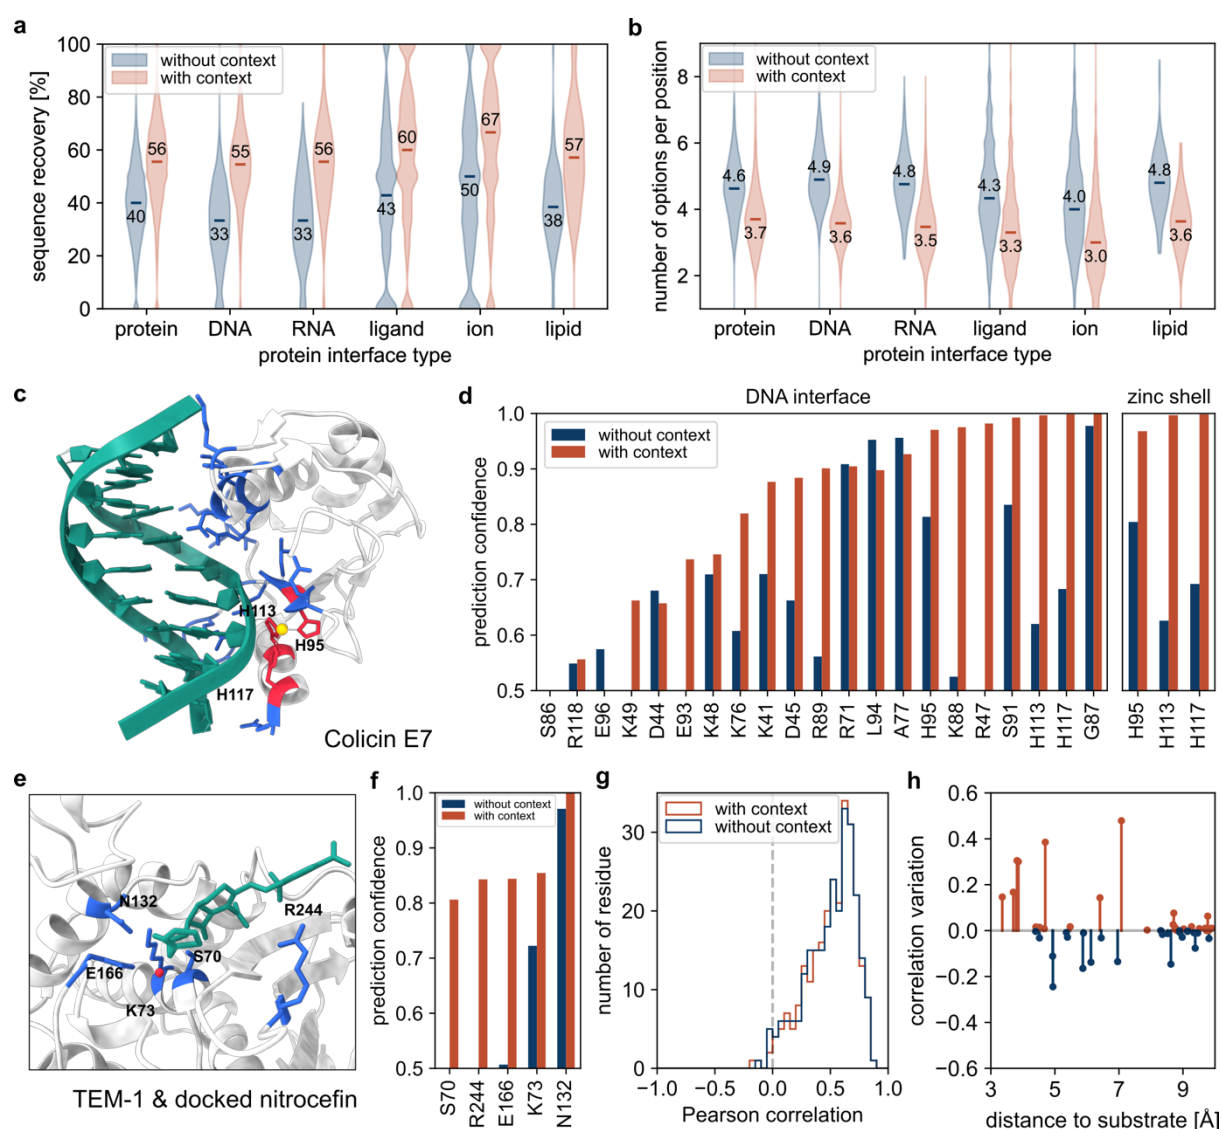 a
sequence recovery [%]
100
80
60
40
20
0
without context
with context
40
56
33
55
33
56
43
60
50
67
38
57
protein
DNA
RNA
ligand
ion
lipid
protein interface type
b
number of options per position
8
6
4
2
without context
with context
4.6
3.7
4.9
3.6
4.8
3.5
4.3
3.3
4.0
3.0
4.8
3.6
protein
DNA
RNA
ligand
ion
lipid
protein interface type
c
H113
H95
H117
Colicin E7
d
DNA interface
zinc shell
prediction confidence
1.0
0.9
0.8
0.7
0.6
0.5
without context
with context
S86
R118
E96
K49
D44
E93
K48
K76
K41
D45
R89
R71
L94
A77
H95
K88
R47
S91
H113
H117
G87
H95
H113
H117
e
N132
R244
S70
E166
K73
TEM-1 & docked nitrocefin
f
prediction confidence
1.0
0.9
0.8
0.7
0.6
0.5
without context
with context
S70
R244
E166
K73
N132
g
number of residue
30
20
10
0
with context
without context
−1.0
−0.5
0.0
0.5
1.0
Pearson correlation
h
correlation variation
0.6
0.4
0.2
0.0
−0.2
−0.4
−0.6
3
5
7
9
distance to substrate [Å]